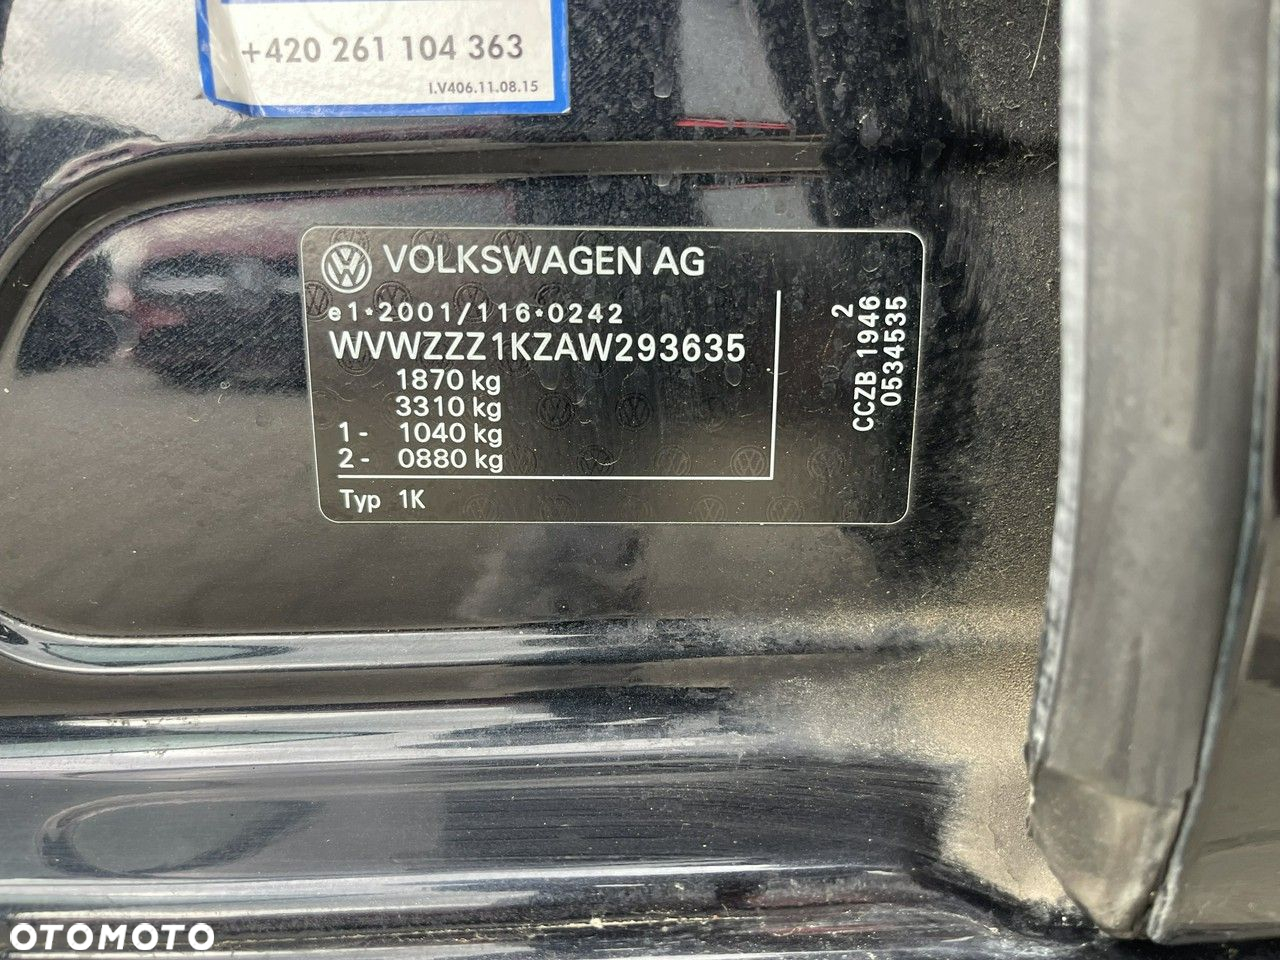 +420 261 104 363
I.V406.11.08.15
VOLKSWAGEN AG
e1*2001/116*0242
WVWZZZ1KZAW293635
1870 kg
3310 kg
1- 1040 kg
2- 0880 kg
Typ 1K
2
CCZB 1946
0534535
OTOMOTO